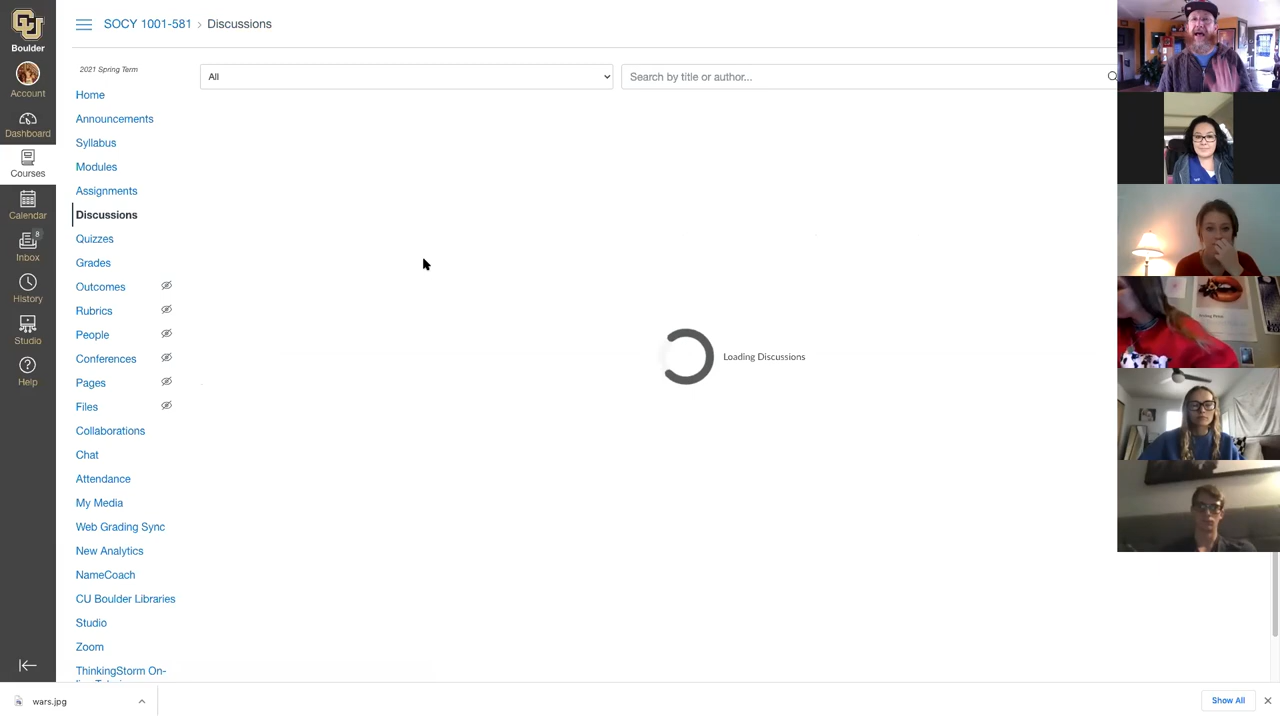 CU
Boulder
Account
Dashboard
Courses
Calendar
8
Inbox
History
Studio
Help
SOCY 1001-581 › Discussions
2021 Spring Term
Home
Announcements
Syllabus
Modules
Assignments
Discussions
Quizzes
Grades
Outcomes
Rubrics
People
Conferences
Pages
Files
Collaborations
Chat
Attendance
My Media
Web Grading Sync
New Analytics
NameCoach
CU Boulder Libraries
Studio
Zoom
ThinkingStorm On-
All
Search by title or author...
Loading Discussions
wars.jpg
Show All